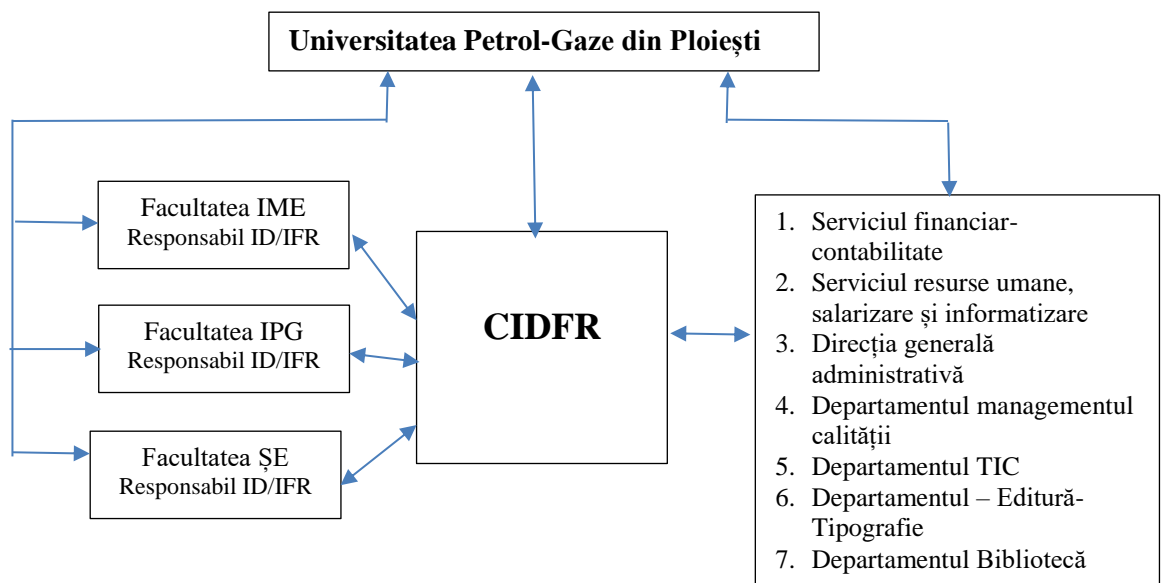 Universitatea Petrol-Gaze din Ploiești
Facultatea IME
Responsabil ID/IFR
Facultatea IPG
Responsabil ID/IFR
Facultatea ȘE
Responsabil ID/IFR
CIDFR
1. Serviciul financiar-
contabilitate
2. Serviciul resurse umane,
salarizare și informatizare
3. Direcția generală
administrativă
4. Departamentul managementul
calității
5. Departamentul TIC
6. Departamentul – Editură-
Tipografie
7. Departamentul Bibliotecă